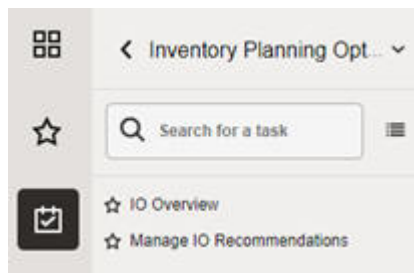 Inventory Planning Opt...
Search for a task
IO Overview
Manage IO Recommendations